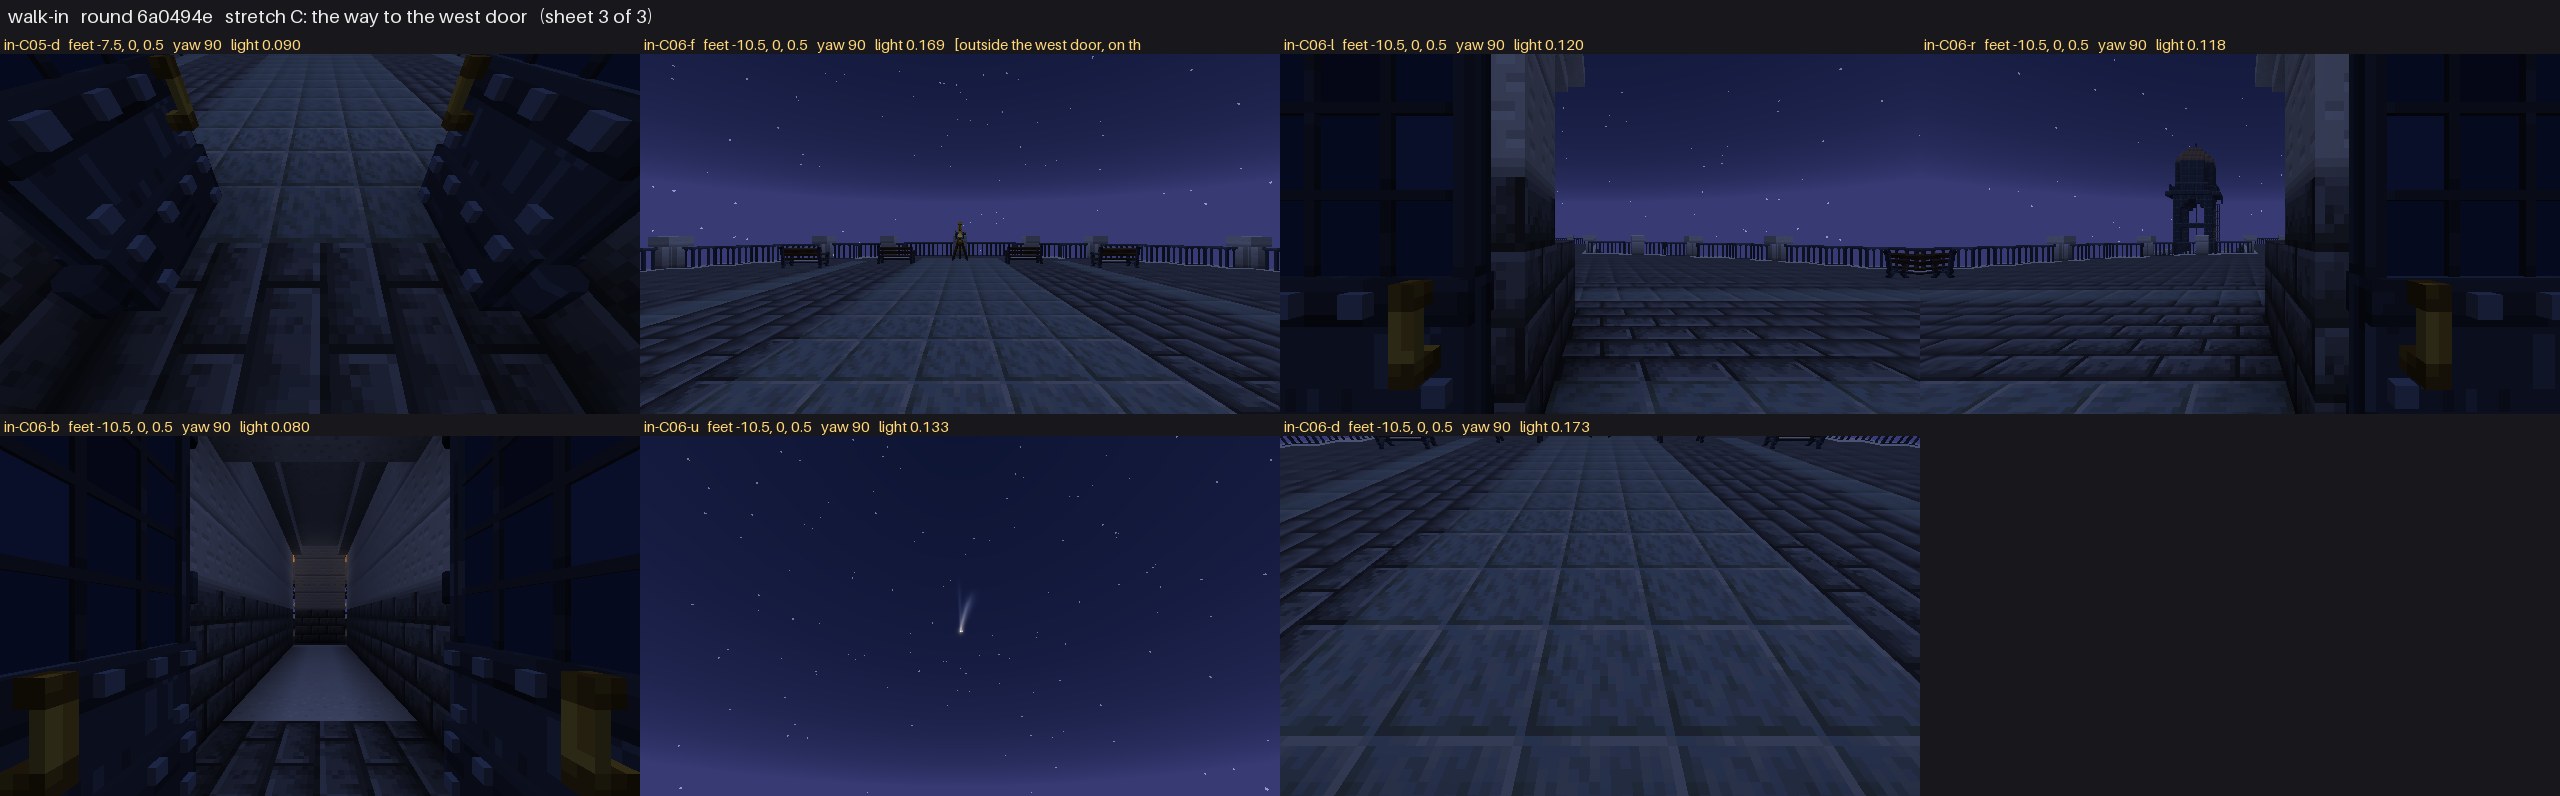 walk-in round 6a0494e stretch C: the way to the west door (sheet 3 of 3)
in-C05-d feet -7.5, 0, 0.5 yaw 90 light 0.090
in-C06-f feet -10.5, 0, 0.5 yaw 90 light 0.169 [outside the west door, on th
in-C06-l feet -10.5, 0, 0.5 yaw 90 light 0.120
in-C06-r feet -10.5, 0, 0.5 yaw 90 light 0.118
in-C06-b feet -10.5, 0, 0.5 yaw 90 light 0.080
in-C06-u feet -10.5, 0, 0.5 yaw 90 light 0.133
in-C06-d feet -10.5, 0, 0.5 yaw 90 light 0.173